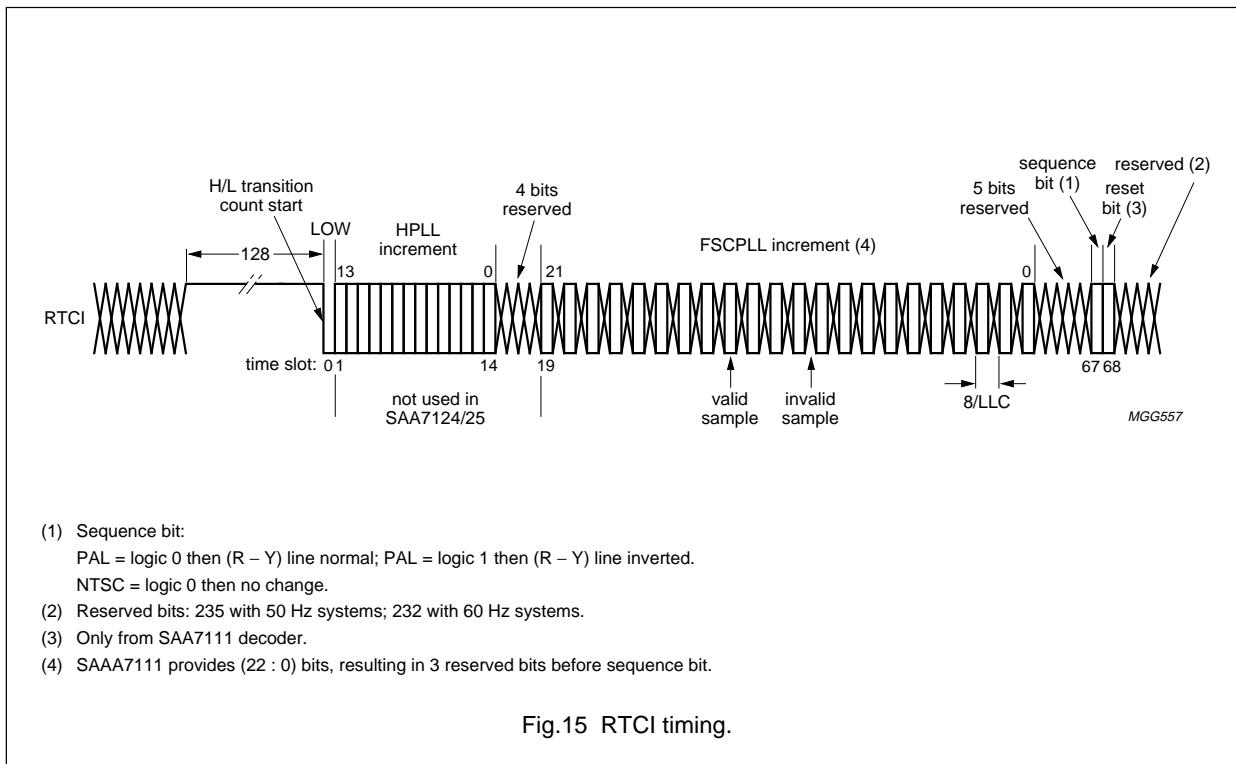 H/L transition
count start
LOW
128
13
HPLL
increment
0
4 bits
reserved
21
FSCPLL increment (4)
0
5 bits
reserved
sequence
bit (1)
reset
bit (3)
reserved (2)
RTCI
time slot:
0 1
14
19
67 68
not used in
SAA7124/25
valid
sample
invalid
sample
8/LLC
MGG557
(1) Sequence bit:
PAL = logic 0 then (R − Y) line normal; PAL = logic 1 then (R − Y) line inverted.
NTSC = logic 0 then no change.
(2) Reserved bits: 235 with 50 Hz systems; 232 with 60 Hz systems.
(3) Only from SAA7111 decoder.
(4) SAAA7111 provides (22 : 0) bits, resulting in 3 reserved bits before sequence bit.
Fig.15 RTCI timing.